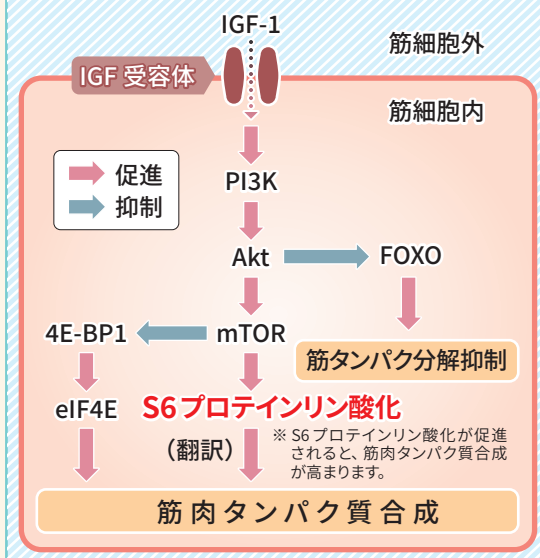 IGF-1
筋細胞外
IGF 受容体
筋細胞内
促進
抑制
PI3K
Akt
FOXO
4E-BP1
mTOR
筋タンパク分解抑制
eIF4E
S6プロテインリン酸化
（翻訳）
※ S6プロテインリン酸化が促進
されると、筋肉タンパク質合成
が高まります。
筋肉タンパク質合成